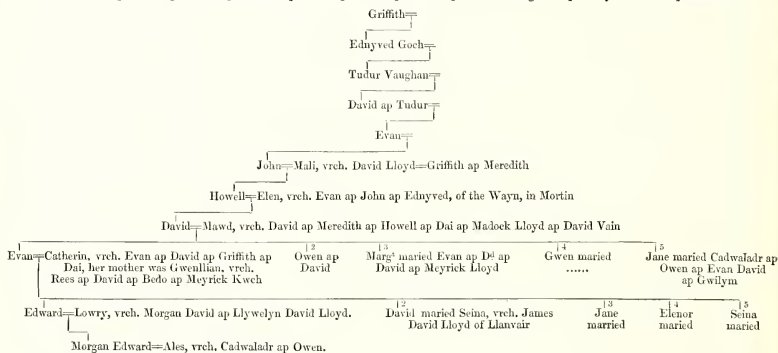 Griffith
Ednyved Goch
Tudur Vaughan
David ap Tudur
Evan
John=Mali, vrch. David Lloyd=Griffith ap Meredith
Howell=Elen, vrch. Evan ap John ap Ednyved, of the Wayn, in Mortin
David=Mawd, vrch. David ap Meredith ap Howell ap Dai ap Madock Lloyd ap David Vain
Evan=Catherin, vrch. Evan ap David ap Griffith ap
Dai, her mother was Gwenllian, vrch.
Rees ap David ap Bedo ap Meyrick Kwch
2
Owen ap
David
3
Margt maried Evan ap Dd ap
David ap Meyrick Lloyd
4
Gwen maried
......
5
Jane maried Cadwaladr ap
Owen ap Evan David
ap Gwilym
Edward=Lowry, vrch. Morgan David ap Llywelyn David Lloyd.
2
David maried Seina, vrch. James
David Lloyd of Llanvair
3
Jane
married
4
Elenor
maried
5
Seina
maried
Morgan Edward=Ales, vrch. Cadwaladr ap Owen.